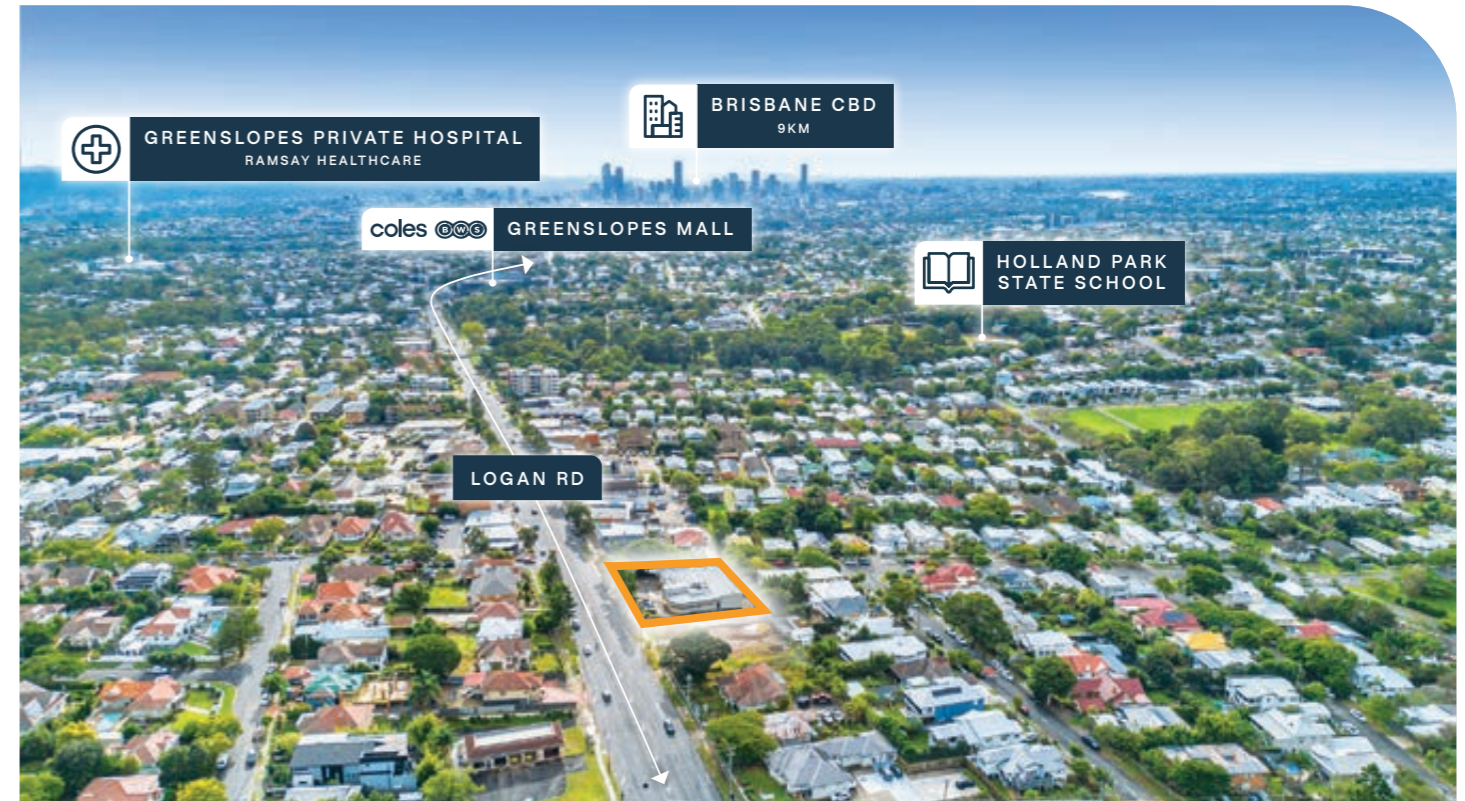 BRISBANE CBD
9KM
GREENSLOPES PRIVATE HOSPITAL
RAMSAY HEALTHCARE
coles BWS GREENSLOPES MALL
HOLLAND PARK
STATE SCHOOL
LOGAN RD